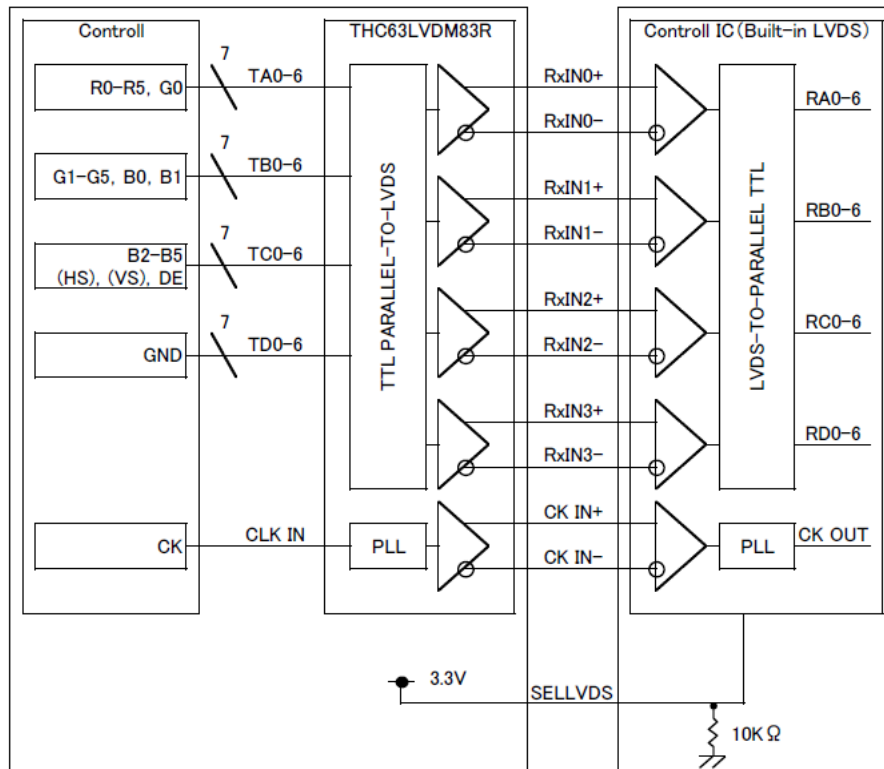 Controll
THC63LVDM83R
Controll IC(Built-in LVDS)
R0-R5, G0
7
TA0-6
RxIN0+
RxIN0-
RA0-6
G1-G5, B0, B1
7
TB0-6
RxIN1+
RxIN1-
RB0-6
B2-B5
(HS), (VS), DE
7
TC0-6
RxIN2+
RxIN2-
RC0-6
GND
7
TD0-6
RxIN3+
RxIN3-
RD0-6
TTL PARALLEL-TO-LVDS
LVDS-TO-PARALLEL TTL
CK
CLK IN
PLL
CK IN+
CK IN-
PLL
CK OUT
3.3V
SELLVDS
10KΩ